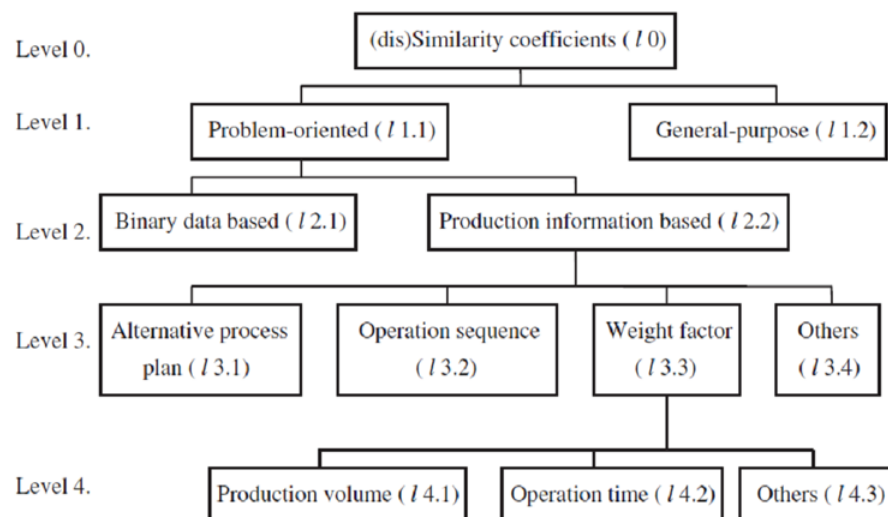 Level 0.
(dis)Similarity coefficients ( l 0)
Level 1.
Problem-oriented ( l 1.1)
General-purpose ( l 1.2)
Level 2.
Binary data based ( l 2.1)
Production information based ( l 2.2)
Level 3.
Alternative process
plan ( l 3.1)
Operation sequence
( l 3.2)
Weight factor
( l 3.3)
Others
( l 3.4)
Level 4.
Production volume ( l 4.1)
Operation time ( l 4.2)
Others ( l 4.3)